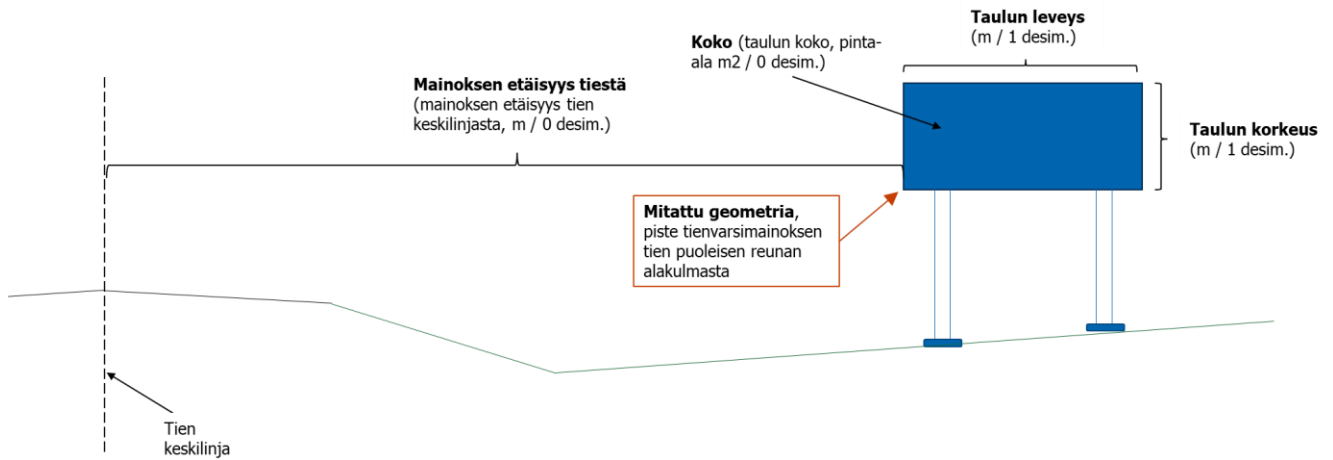 Taulun leveys
(m / 1 desim.)
Koko (taulun koko, pinta-
ala m2 / 0 desim.)
Mainoksen etäisyys tiestä
(mainoksen etäisyys tien
keskilinjasta, m / 0 desim.)
Taulun korkeus
(m / 1 desim.)
Mitattu geometria,
piste tienvarsimainoksen
tien puoleisen reunan
alakulmasta
Tien
keskilinja